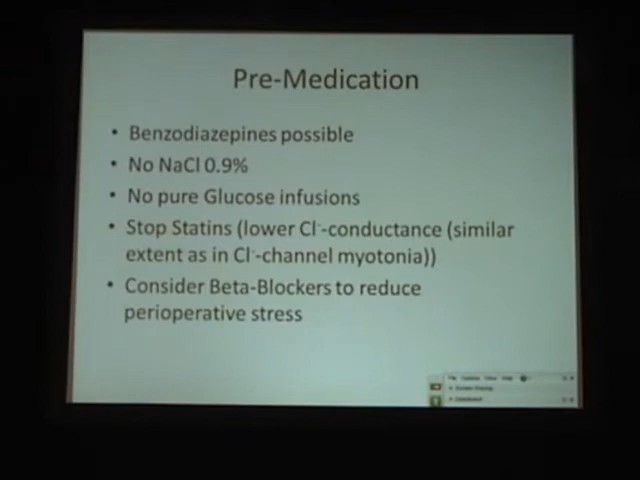 Pre-Medication
• Benzodiazepines possible
• No NaCl 0.9%
• No pure Glucose infusions
• Stop Statins (lower Cl⁻-conductance (similar
extent as in Cl⁻-channel myotonia))
• Consider Beta-Blockers to reduce
perioperative stress